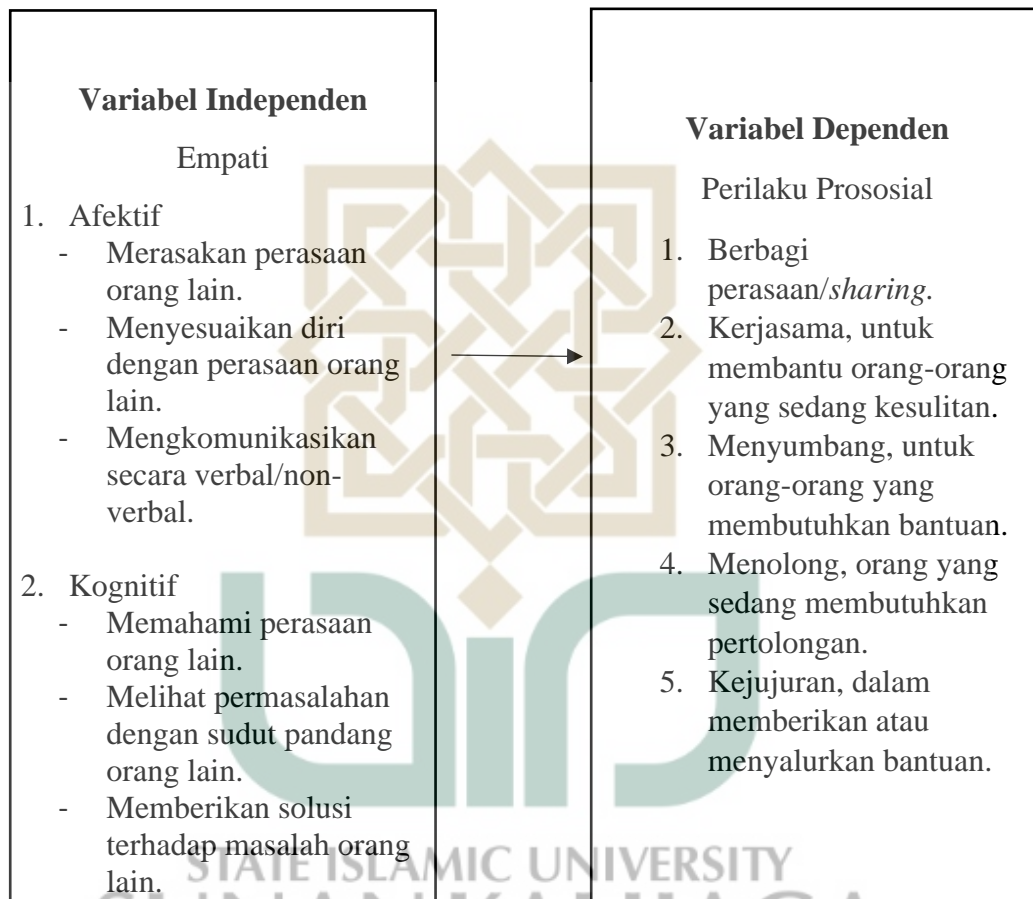 Variabel Independen
Empati
1. Afektif
- Merasakan perasaan
orang lain.
- Menyesuaikan diri
dengan perasaan orang
lain.
- Mengkomunikasikan
secara verbal/non-
verbal.
2. Kognitif
- Memahami perasaan
orang lain.
- Melihat permasalahan
dengan sudut pandang
orang lain.
- Memberikan solusi
terhadap masalah orang
lain.
Variabel Dependen
Perilaku Prososial
1. Berbagi
perasaan/sharing.
2. Kerjasama, untuk
membantu orang-orang
yang sedang kesulitan.
3. Menyumbang, untuk
orang-orang yang
membutuhkan bantuan.
4. Menolong, orang yang
sedang membutuhkan
pertolongan.
5. Kejujuran, dalam
memberikan atau
menyalurkan bantuan.
STATE ISLAMIC UNIVERSITY